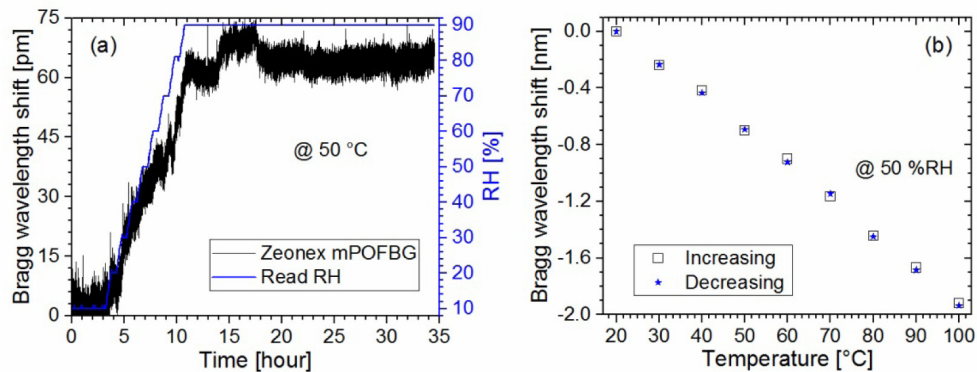 (a)
Bragg wavelength shift [pm]
75
60
45
30
15
0
0 5 10 15 20 25 30 35
Time [hour]
90
80
70
60
50
40
30
20
10
RH [%]
@ 50 °C
Zeonex mPOFBG
Read RH
(b)
Bragg wavelength shift [nm]
0.0
-0.4
-0.8
-1.2
-1.6
-2.0
20 30 40 50 60 70 80 90 100
Temperature [°C]
@ 50 %RH
Increasing
Decreasing